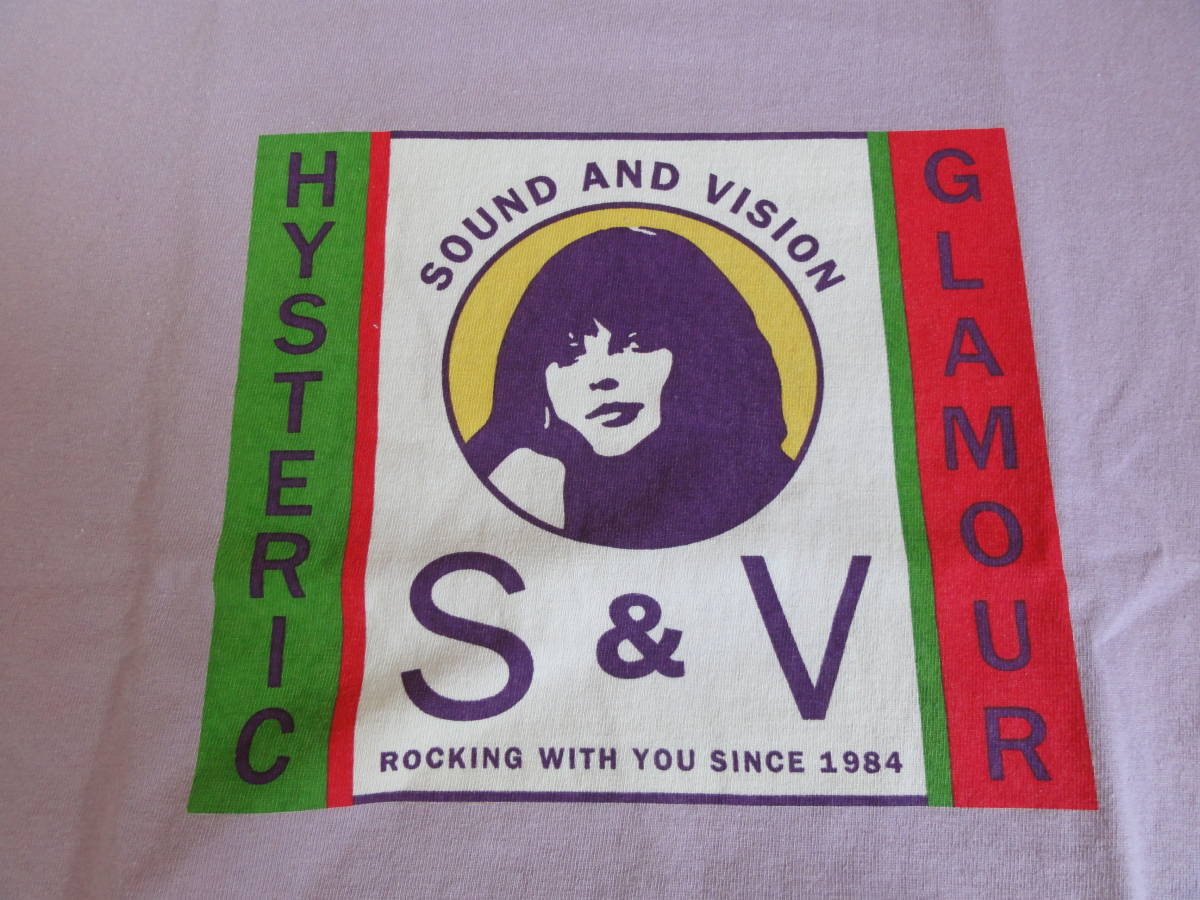 HYSTERIC
SOUND AND VISION
S & V
ROCKING WITH YOU SINCE 1984
GLAMOUR